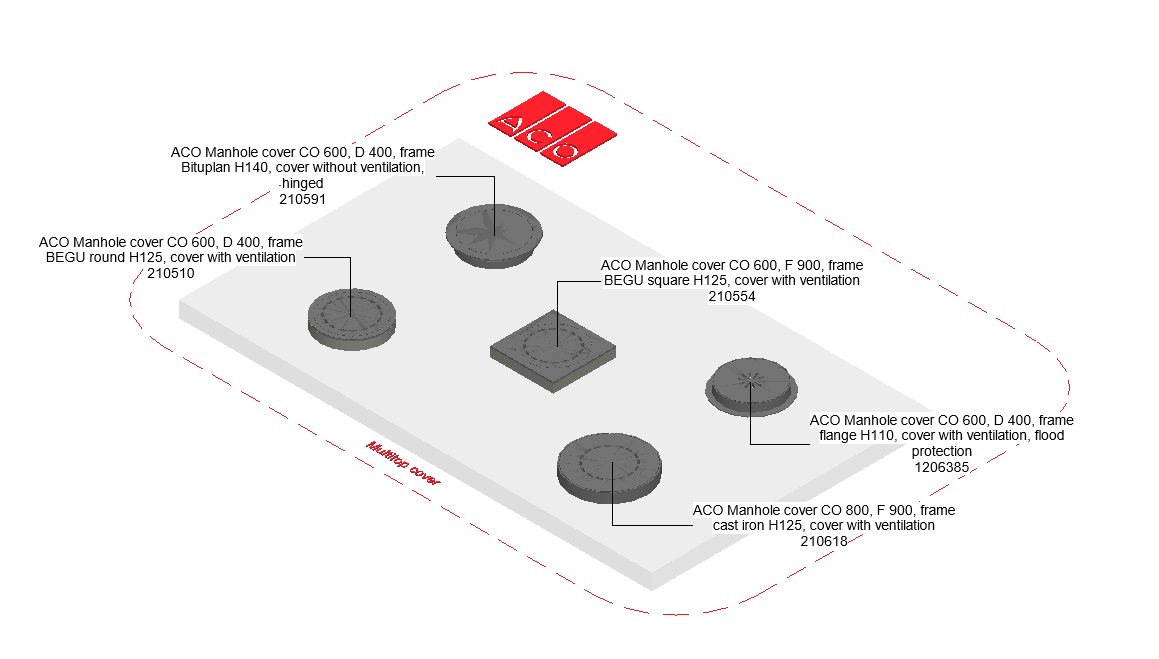 ACO
ACO Manhole cover CO 600, D 400, frame
Bituplan H140, cover without ventilation,
hinged
210591
ACO Manhole cover CO 600, D 400, frame
BEGU round H125, cover with ventilation
210510
ACO Manhole cover CO 600, F 900, frame
BEGU square H125, cover with ventilation
210554
ACO Manhole cover CO 600, D 400, frame
flange H110, cover with ventilation, flood
protection
1206385
Multitop cover
ACO Manhole cover CO 800, F 900, frame
cast iron H125, cover with ventilation
210618